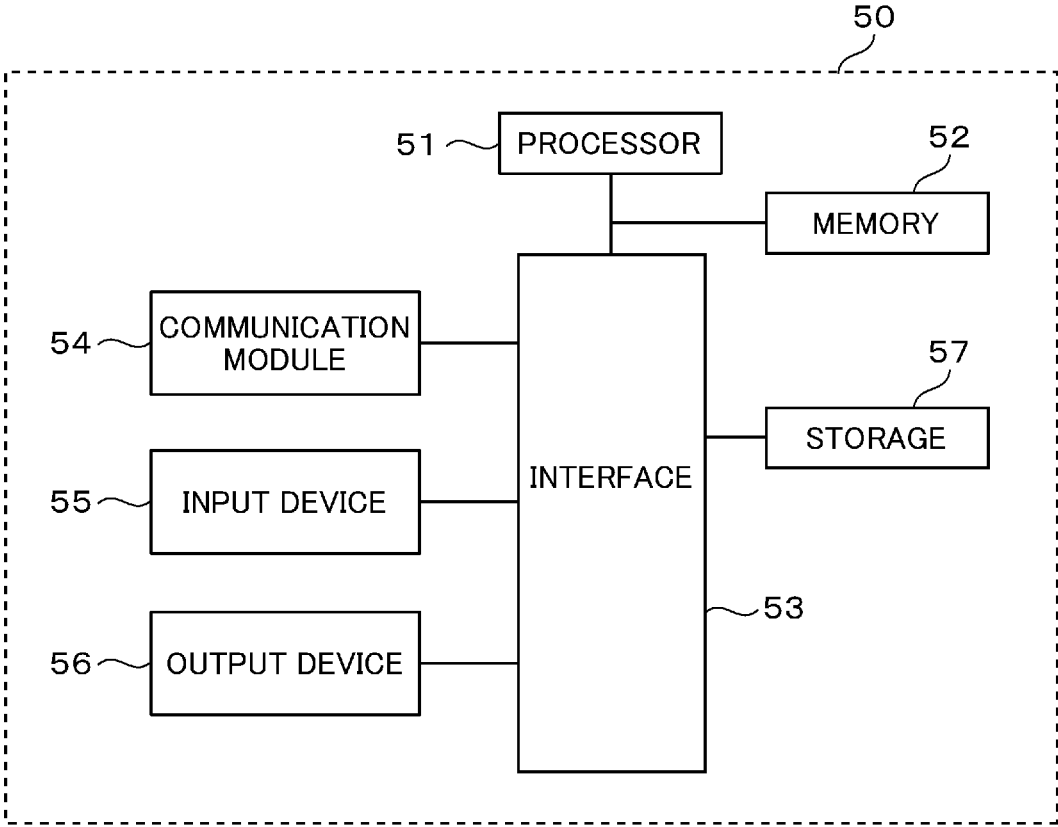 50
51
PROCESSOR
52
MEMORY
54
COMMUNICATION
MODULE
57
STORAGE
55
INPUT DEVICE
INTERFACE
53
56
OUTPUT DEVICE